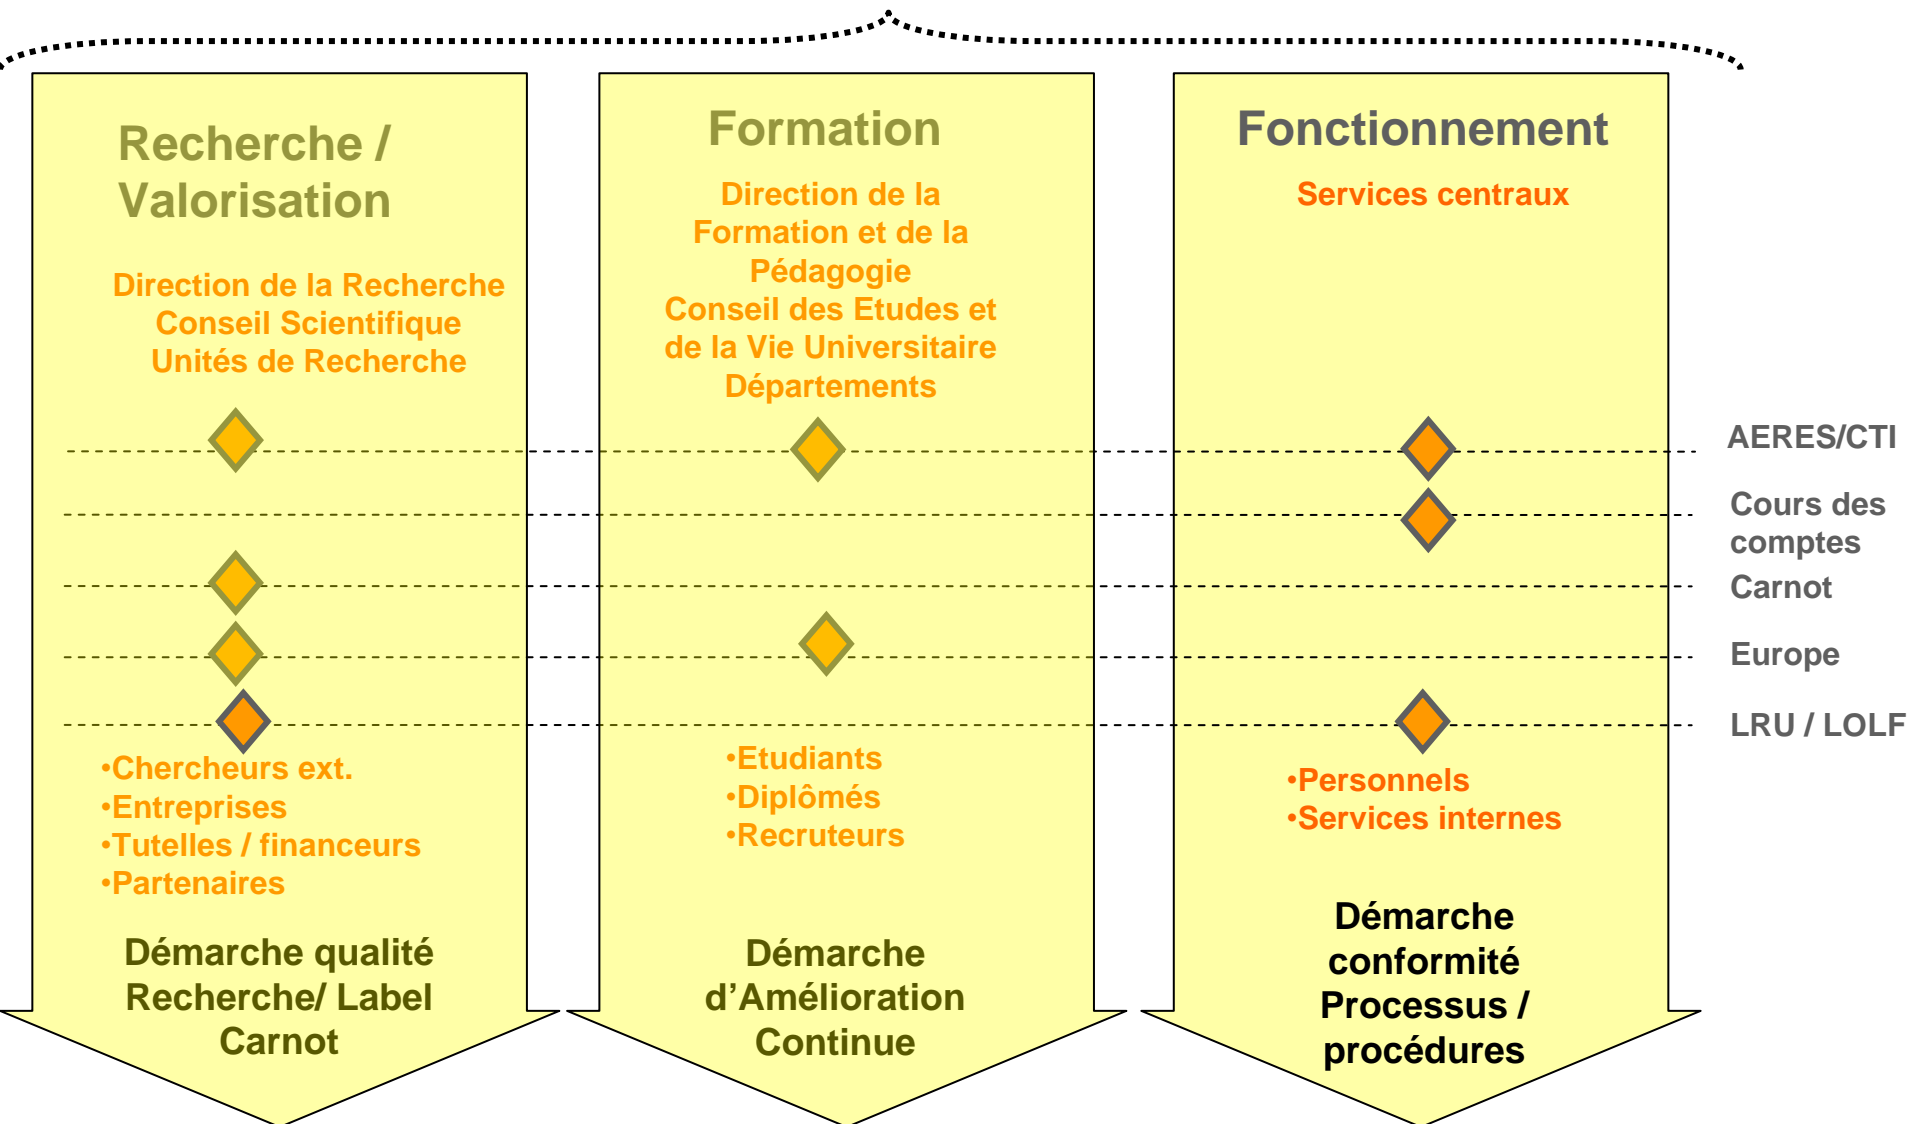 Recherche /
Valorisation
Direction de la Recherche
Conseil Scientifique
Unités de Recherche
•Chercheurs ext.
•Entreprises
•Tutelles / financeurs
•Partenaires
Démarche qualité
Recherche/ Label
Carnot
Formation
Direction de la
Formation et de la
Pédagogie
Conseil des Etudes et
de la Vie Universitaire
Départements
•Etudiants
•Diplômés
•Recruteurs
Démarche
d’Amélioration
Continue
Fonctionnement
Services centraux
•Personnels
•Services internes
Démarche
conformité
Processus /
procédures
AERES/CTI
Cours des
comptes
Carnot
Europe
LRU / LOLF